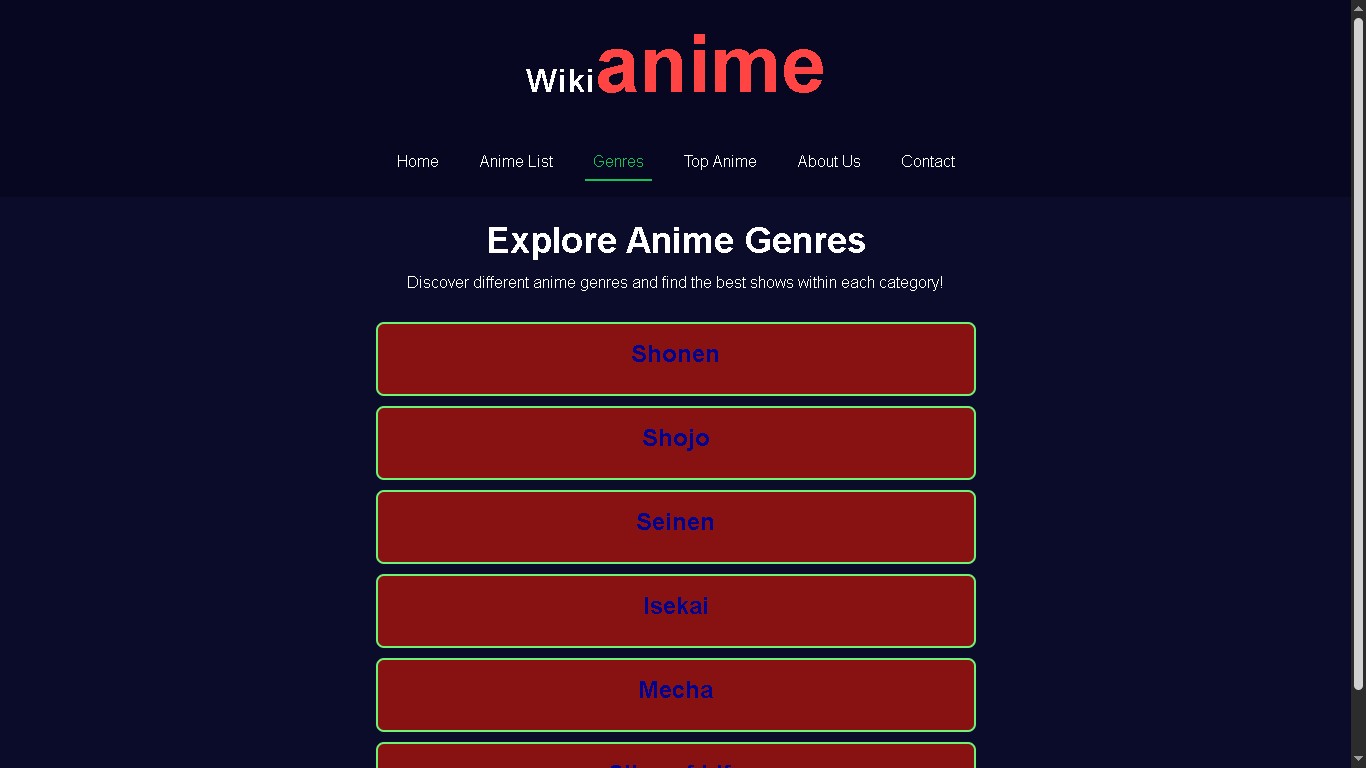 Wikianime
Home Anime List Genres Top Anime About Us Contact
Explore Anime Genres
Discover different anime genres and find the best shows within each category!
Shonen
Shojo
Seinen
Isekai
Mecha